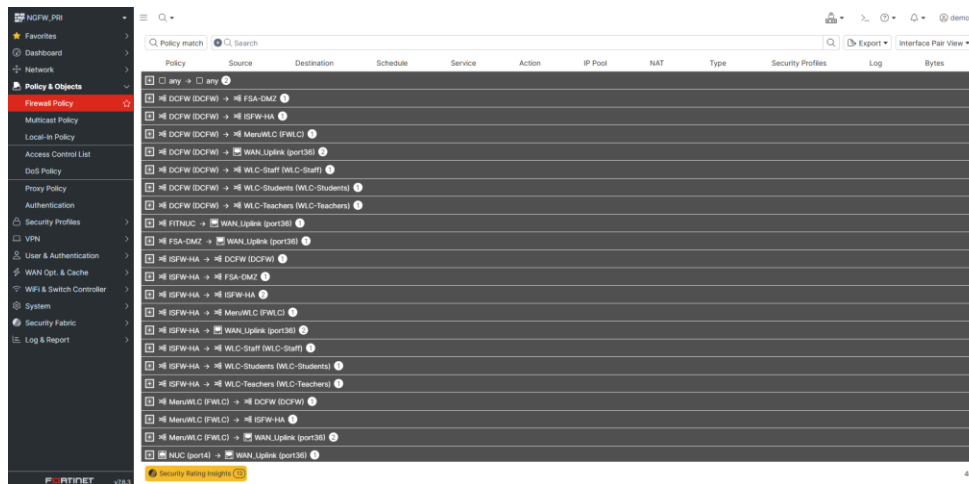 NGFW_PRI
demo
Favorites
Dashboard
Network
Policy & Objects
Firewall Policy
Multicast Policy
Local-In Policy
Access Control List
DoS Policy
Proxy Policy
Authentication
Security Profiles
VPN
User & Authentication
WAN Opt. & Cache
WiFi & Switch Controller
System
Security Fabric
Log & Report
FORTINET v7.6.3
Policy match Search Export Interface Pair View
Policy Source Destination Schedule Service Action IP Pool NAT Type Security Profiles Log Bytes
any → any 2
DCFW (DCFW) → FSA-DMZ 1
DCFW (DCFW) → ISFW-HA 1
DCFW (DCFW) → MeruWLC (FWLC) 1
DCFW (DCFW) → WAN_Uplink (port36) 2
DCFW (DCFW) → WLC-Staff (WLC-Staff) 1
DCFW (DCFW) → WLC-Students (WLC-Students) 1
DCFW (DCFW) → WLC-Teachers (WLC-Teachers) 1
FITNUC → WAN_Uplink (port36) 1
FSA-DMZ → WAN_Uplink (port36) 1
ISFW-HA → DCFW (DCFW) 1
ISFW-HA → FSA-DMZ 1
ISFW-HA → ISFW-HA 2
ISFW-HA → MeruWLC (FWLC) 1
ISFW-HA → WAN_Uplink (port36) 2
ISFW-HA → WLC-Staff (WLC-Staff) 1
ISFW-HA → WLC-Students (WLC-Students) 1
ISFW-HA → WLC-Teachers (WLC-Teachers) 1
MeruWLC (FWLC) → DCFW (DCFW) 1
MeruWLC (FWLC) → ISFW-HA 1
MeruWLC (FWLC) → WAN_Uplink (port36) 2
NUC (port4) → WAN_Uplink (port36) 1
Security Rating Insights 13
4